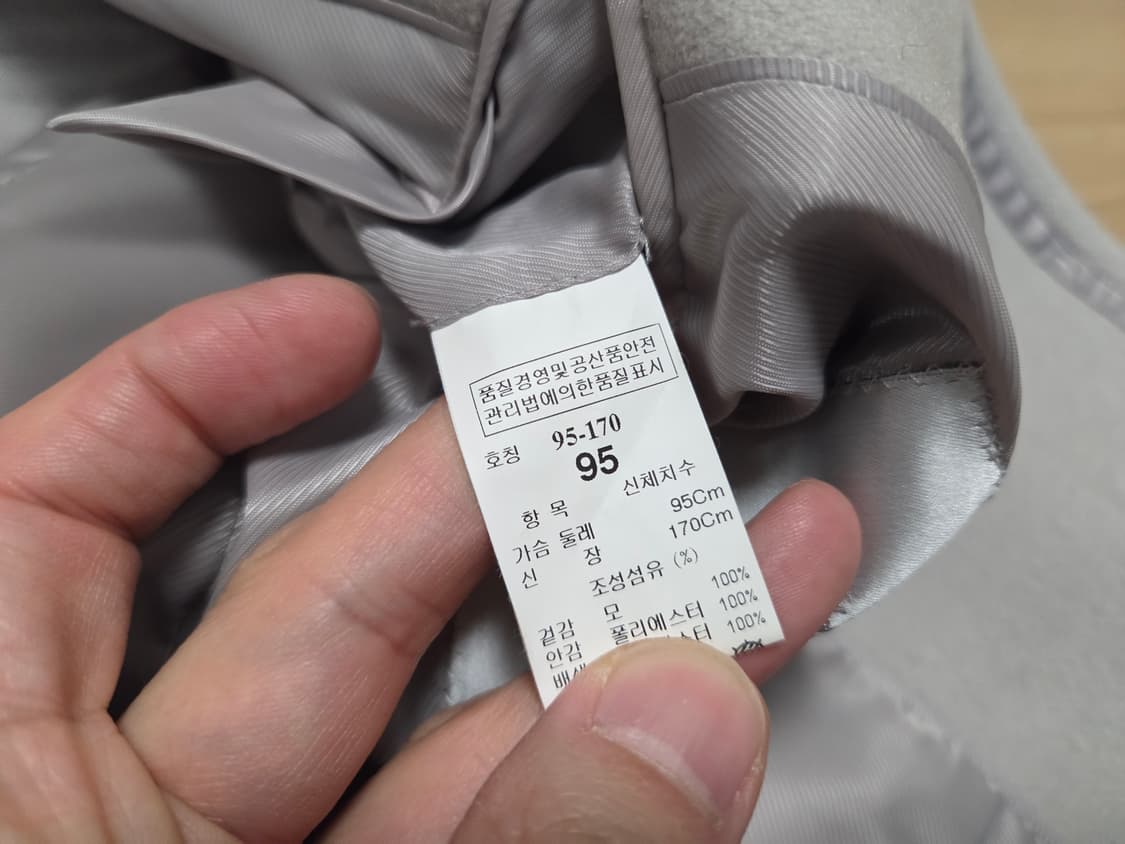 품질경영및공산품안전
관리법에의한품질표시
호칭 95-170
95
항 목 신체치수
가슴 둘레 95Cm
신 장 170Cm
조성섬유 (%)
겉감 모 100%
안감 폴리에스터 100%
100%